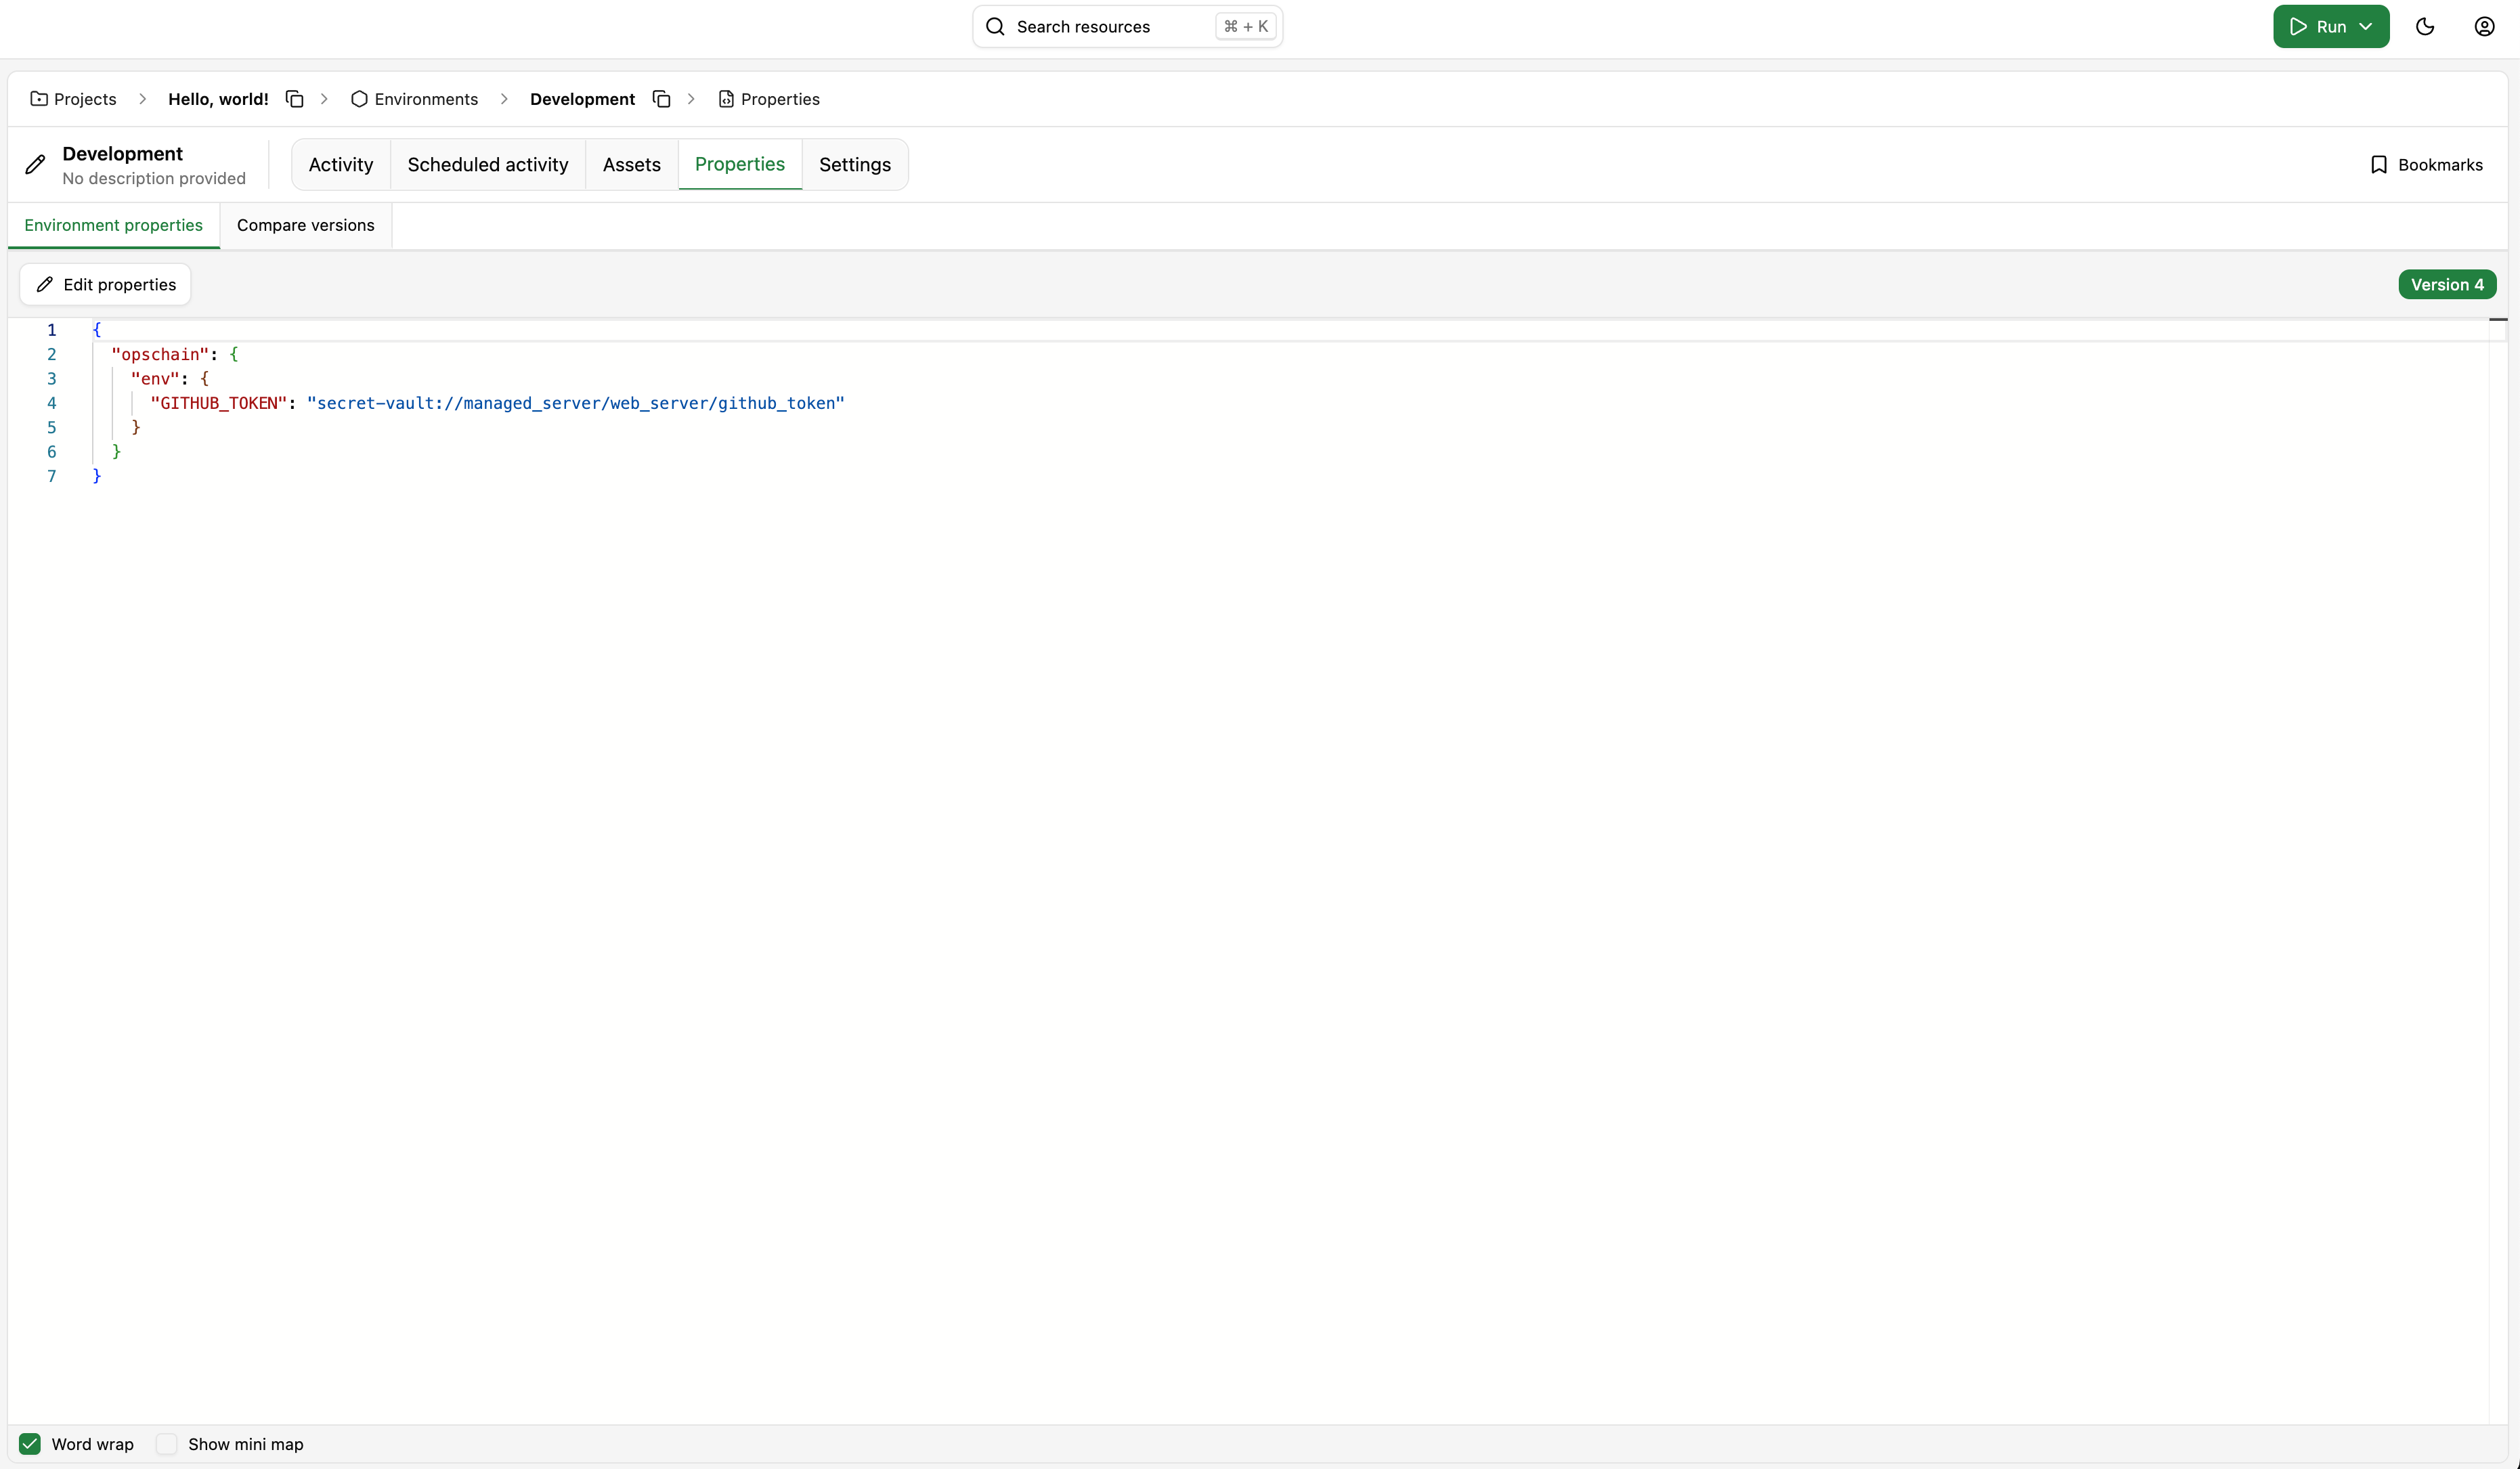 Search resources ⌘ + K
Run
Projects > Hello, world! > Environments > Development > Properties
Development
No description provided
Activity Scheduled activity Assets Properties Settings
Bookmarks
Environment properties Compare versions
Edit properties
Version 4
1 {
2 "opschain": {
3 "env": {
4 "GITHUB_TOKEN": "secret-vault://managed_server/web_server/github_token"
5 }
6 }
7 }
Word wrap Show mini map